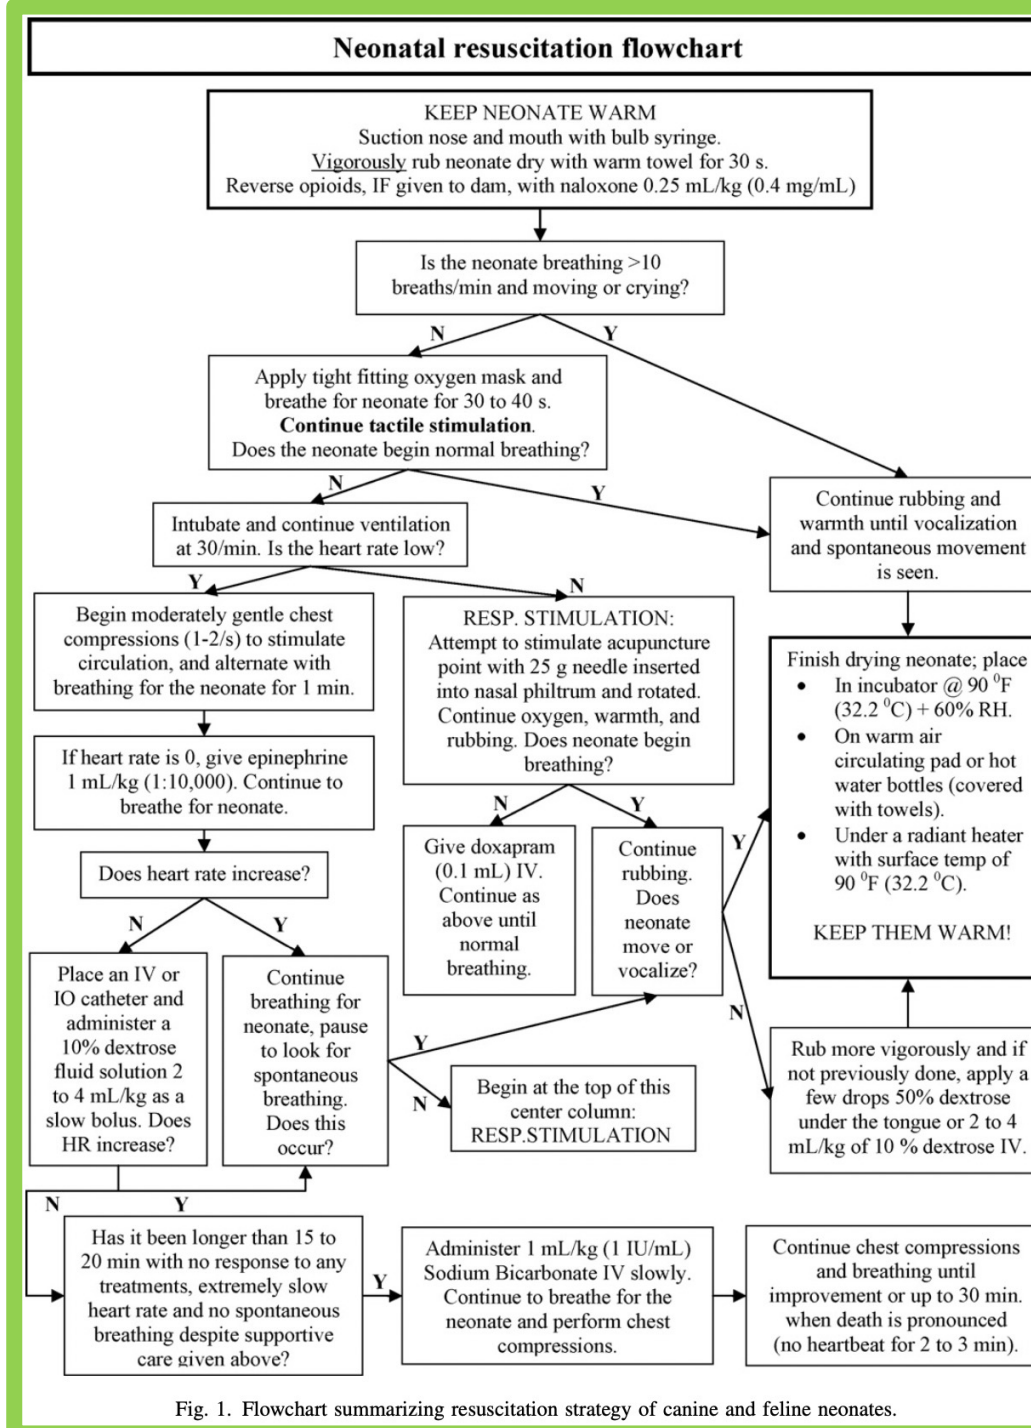 Neonatal resuscitation flowchart
KEEP NEONATE WARM
Suction nose and mouth with bulb syringe.
Vigorously rub neonate dry with warm towel for 30 s.
Reverse opioids, IF given to dam, with naloxone 0.25 mL/kg (0.4 mg/mL)
Is the neonate breathing >10
breaths/min and moving or crying?
N
Y
Apply tight fitting oxygen mask and
breathe for neonate for 30 to 40 s.
Continue tactile stimulation.
Does the neonate begin normal breathing?
N
Y
Continue rubbing and
warmth until vocalization
and spontaneous movement
is seen.
Intubate and continue ventilation
at 30/min. Is the heart rate low?
Y
N
Begin moderately gentle chest
compressions (1-2/s) to stimulate
circulation, and alternate with
breathing for the neonate for 1 min.
RESP. STIMULATION:
Attempt to stimulate acupuncture
point with 25 g needle inserted
into nasal philtrum and rotated.
Continue oxygen, warmth, and
rubbing. Does neonate begin
breathing?
Finish drying neonate; place
• In incubator @ 90 ⁰F
(32.2 ⁰C) + 60% RH.
• On warm air
circulating pad or hot
water bottles (covered
with towels).
• Under a radiant heater
with surface temp of
90 ⁰F (32.2 ⁰C).
KEEP THEM WARM!
If heart rate is 0, give epinephrine
1 mL/kg (1:10,000). Continue to
breathe for neonate.
N
Y
Does heart rate increase?
Give doxapram
(0.1 mL) IV.
Continue as
above until
normal
breathing.
Continue
rubbing.
Does
neonate
move or
vocalize?
Y
N
N
Y
Place an IV or
IO catheter and
administer a
10% dextrose
fluid solution 2
to 4 mL/kg as a
slow bolus. Does
HR increase?
Continue
breathing for
neonate, pause
to look for
spontaneous
breathing.
Does this
occur?
Y
N
Begin at the top of this
center column:
RESP.STIMULATION
Rub more vigorously and if
not previously done, apply a
few drops 50% dextrose
under the tongue or 2 to 4
mL/kg of 10 % dextrose IV.
N
Y
Has it been longer than 15 to
20 min with no response to any
treatments, extremely slow
heart rate and no spontaneous
breathing despite supportive
care given above?
Y
Administer 1 mL/kg (1 IU/mL)
Sodium Bicarbonate IV slowly.
Continue to breathe for the
neonate and perform chest
compressions.
Continue chest compressions
and breathing until
improvement or up to 30 min.
when death is pronounced
(no heartbeat for 2 to 3 min).
Fig. 1. Flowchart summarizing resuscitation strategy of canine and feline neonates.